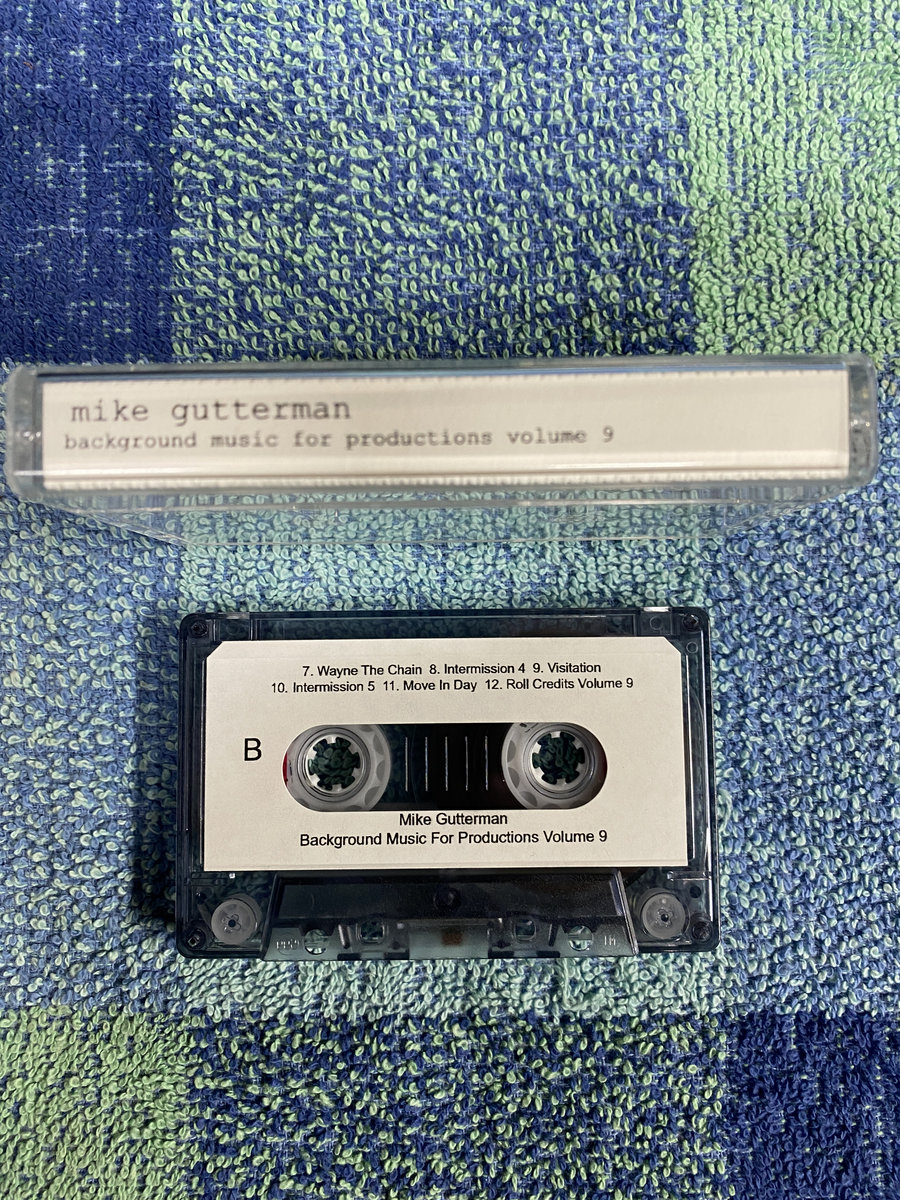 mike gutterman
background music for productions volume 9
7. Wayne The Chain 8. Intermission 4 9. Visitation
10. Intermission 5 11. Move In Day 12. Roll Credits Volume 9
B
Mike Gutterman
Background Music For Productions Volume 9